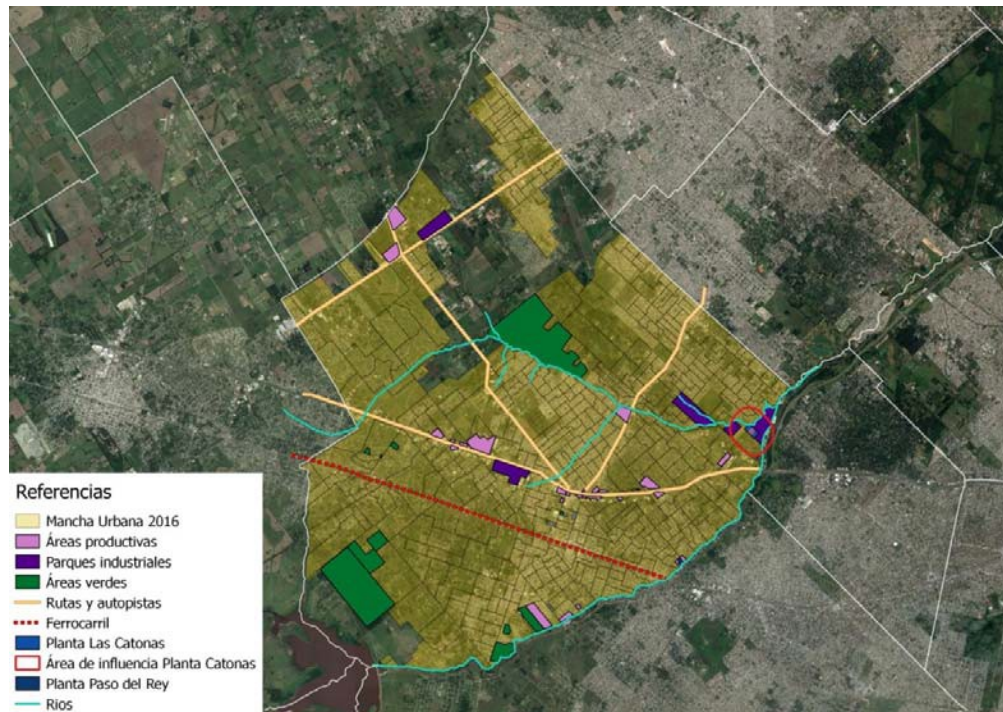 Referencias
Mancha Urbana 2016
Áreas productivas
Parques industriales
Áreas verdes
Rutas y autopistas
Ferrocarril
Planta Las Catonas
Área de influencia Planta Catonas
Planta Paso del Rey
Rios